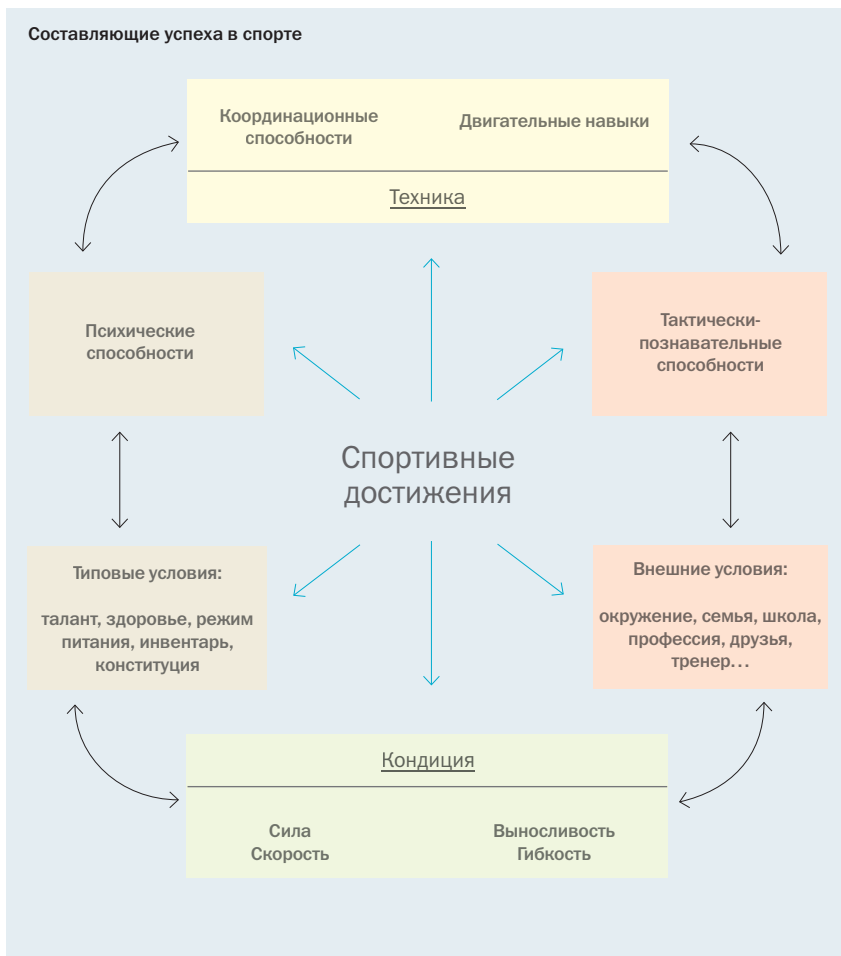 Составляющие успеха в спорте
Координационные
способности
Двигательные навыки
Техника
Психические
способности
Тактически-
познавательные
способности
Спортивные
достижения
Типовые условия:
талант, здоровье, режим
питания, инвентарь,
конституция
Внешние условия:
окружение, семья, школа,
профессия, друзья,
тренер...
Кондиция
Сила
Скорость
Выносливость
Гибкость